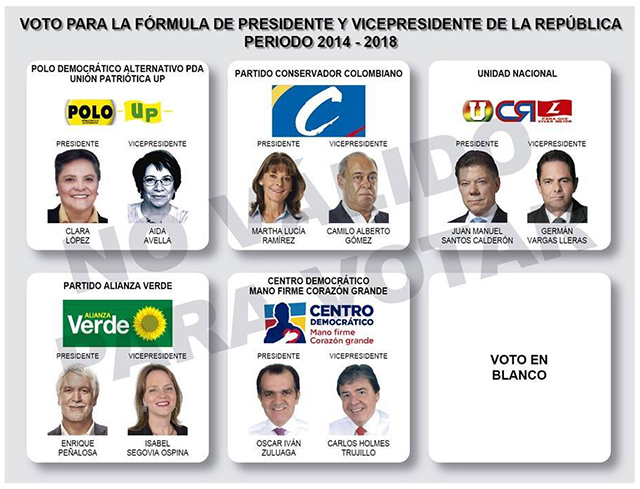 VOTO PARA LA FÓRMULA DE PRESIDENTE Y VICEPRESIDENTE DE LA REPÚBLICA
PERIODO 2014 - 2018
POLO DEMOCRÁTICO ALTERNATIVO PDA
UNIÓN PATRIÓTICA UP
POLO UP
PRESIDENTE VICEPRESIDENTE
CLARA AIDA
LÓPEZ AVELLA
PARTIDO CONSERVADOR COLOMBIANO
C
PRESIDENTE VICEPRESIDENTE
MARTHA LUCÍA CAMILO ALBERTO
RAMÍREZ GÓMEZ
UNIDAD NACIONAL
U CR L
PARA QUE
VIVAS MEJOR
PRESIDENTE VICEPRESIDENTE
JUAN MANUEL GERMÁN
SANTOS CALDERÓN VARGAS LLERAS
PARTIDO ALIANZA VERDE
ALIANZA
Verde
PRESIDENTE VICEPRESIDENTE
ENRIQUE ISABEL
PEÑALOSA SEGOVIA OSPINA
CENTRO DEMOCRÁTICO
MANO FIRME CORAZÓN GRANDE
CENTRO
DEMOCRÁTICO
Mano firme
Corazón grande
PRESIDENTE VICEPRESIDENTE
OSCAR IVÁN CARLOS HOLMES
ZULUAGA TRUJILLO
VOTO EN
BLANCO
NO VÁLIDO
PARA VOTAR